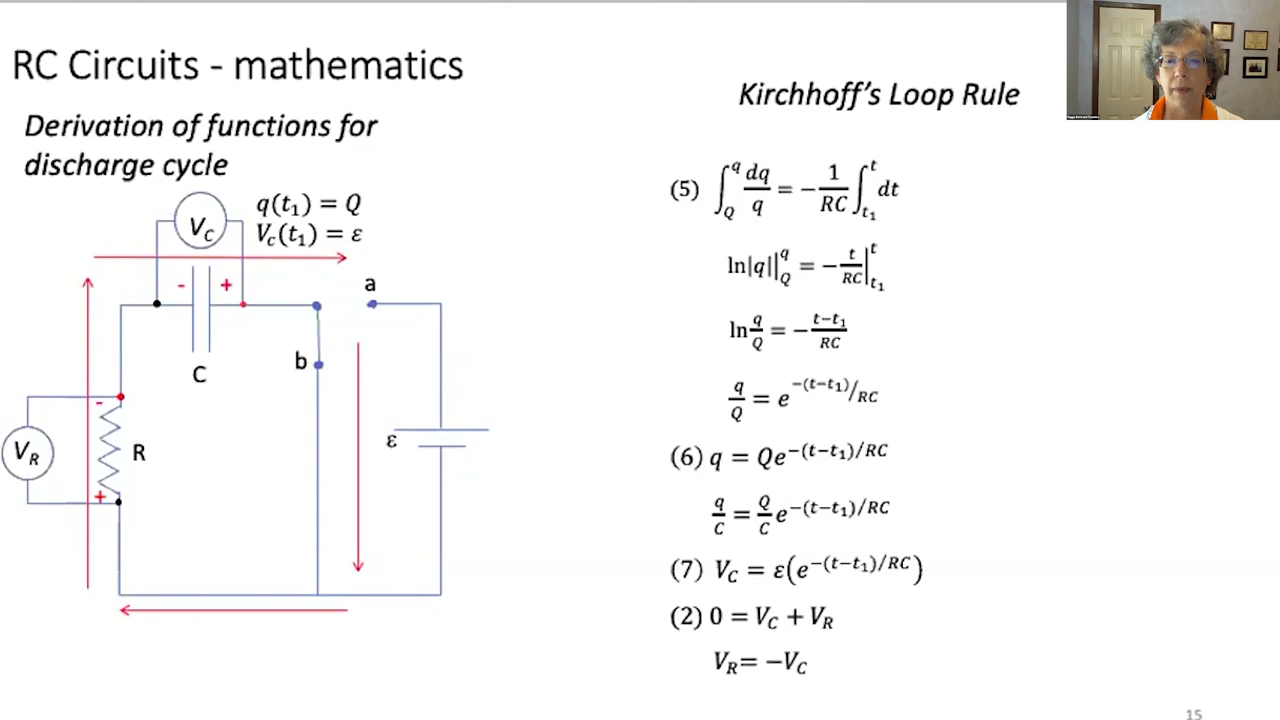 RC Circuits - mathematics
Derivation of functions for
discharge cycle
q(t₁) = Q
V_c(t₁) = ε
V_C
- +
a
b
C
-
V_R
R
+
ε
Kirchhoff's Loop Rule
(5) ∫_Q^q dq/q = −1/RC ∫_{t₁}^t dt
ln|q||_Q^q = −t/RC|_{t₁}^t
ln q/Q = −(t−t₁)/RC
q/Q = e^{−(t−t₁)/RC}
(6) q = Qe^{−(t−t₁)/RC}
q/C = Q/C e^{−(t−t₁)/RC}
(7) V_C = ε(e^{−(t−t₁)/RC})
(2) 0 = V_C + V_R
V_R = −V_C
15